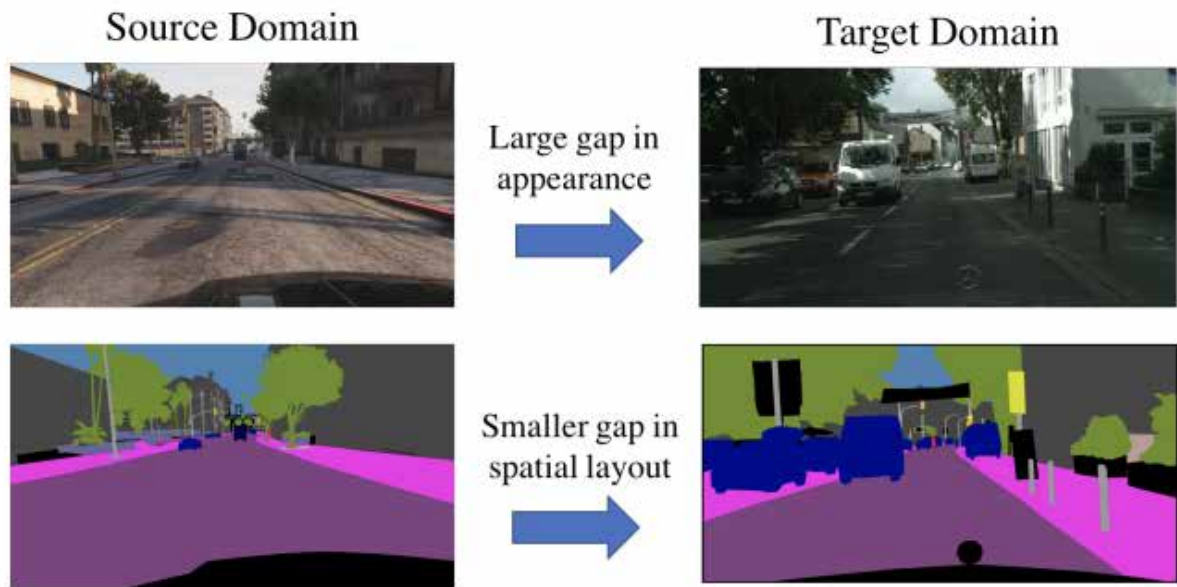 Source Domain
Target Domain
Large gap in
appearance
Smaller gap in
spatial layout